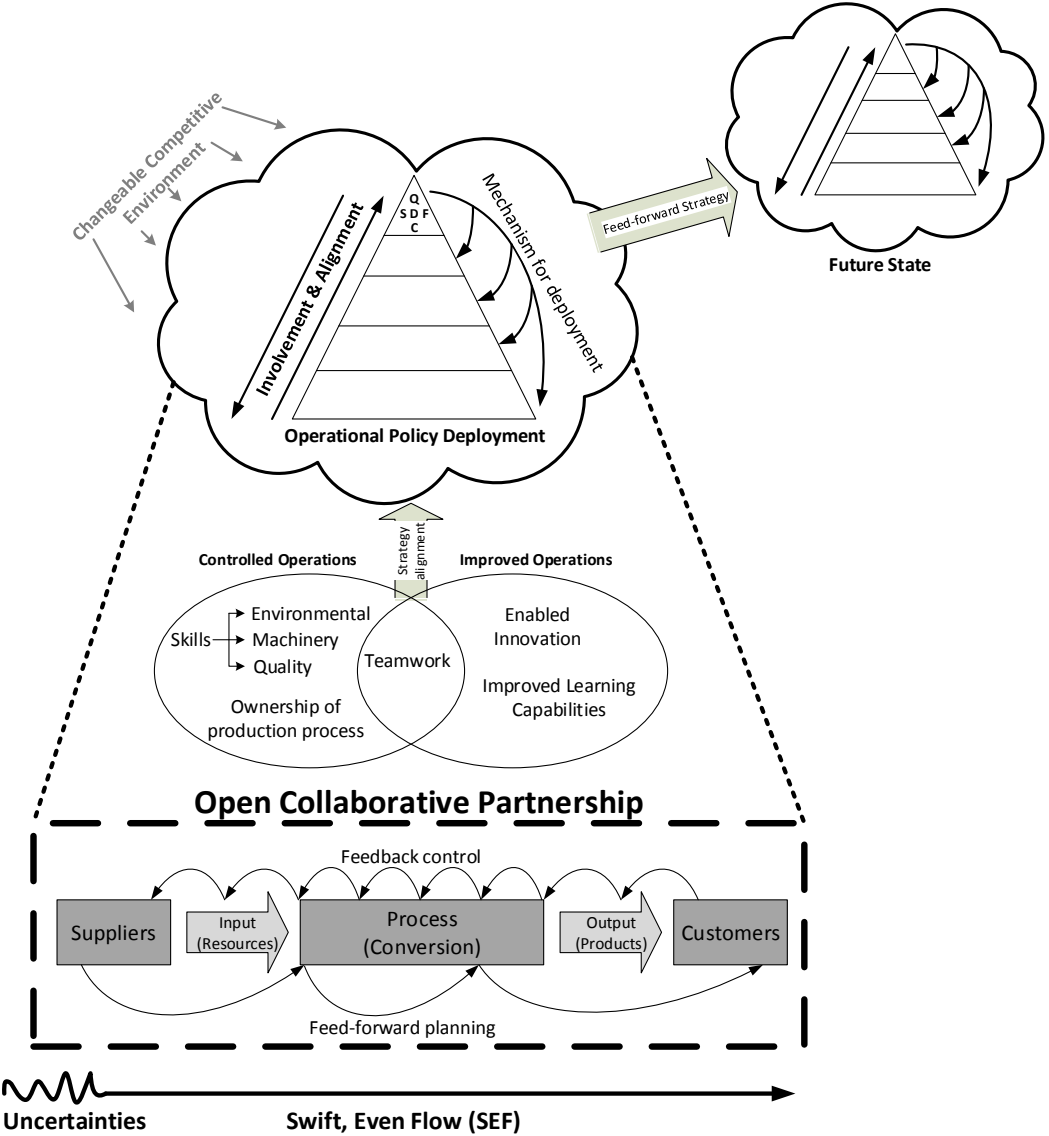 Changeable Competitive
Environment
Involvement & Alignment
Q
S D F
C
Mechanism for deployment
Operational Policy Deployment
Feed-forward Strategy
Future State
Strategy
alignment
Controlled Operations
Improved Operations
Skills
Environmental
Machinery
Quality
Ownership of
production process
Teamwork
Enabled
Innovation
Improved Learning
Capabilities
Open Collaborative Partnership
Feedback control
Suppliers
Input
(Resources)
Process
(Conversion)
Output
(Products)
Customers
Feed-forward planning
Uncertainties
Swift, Even Flow (SEF)